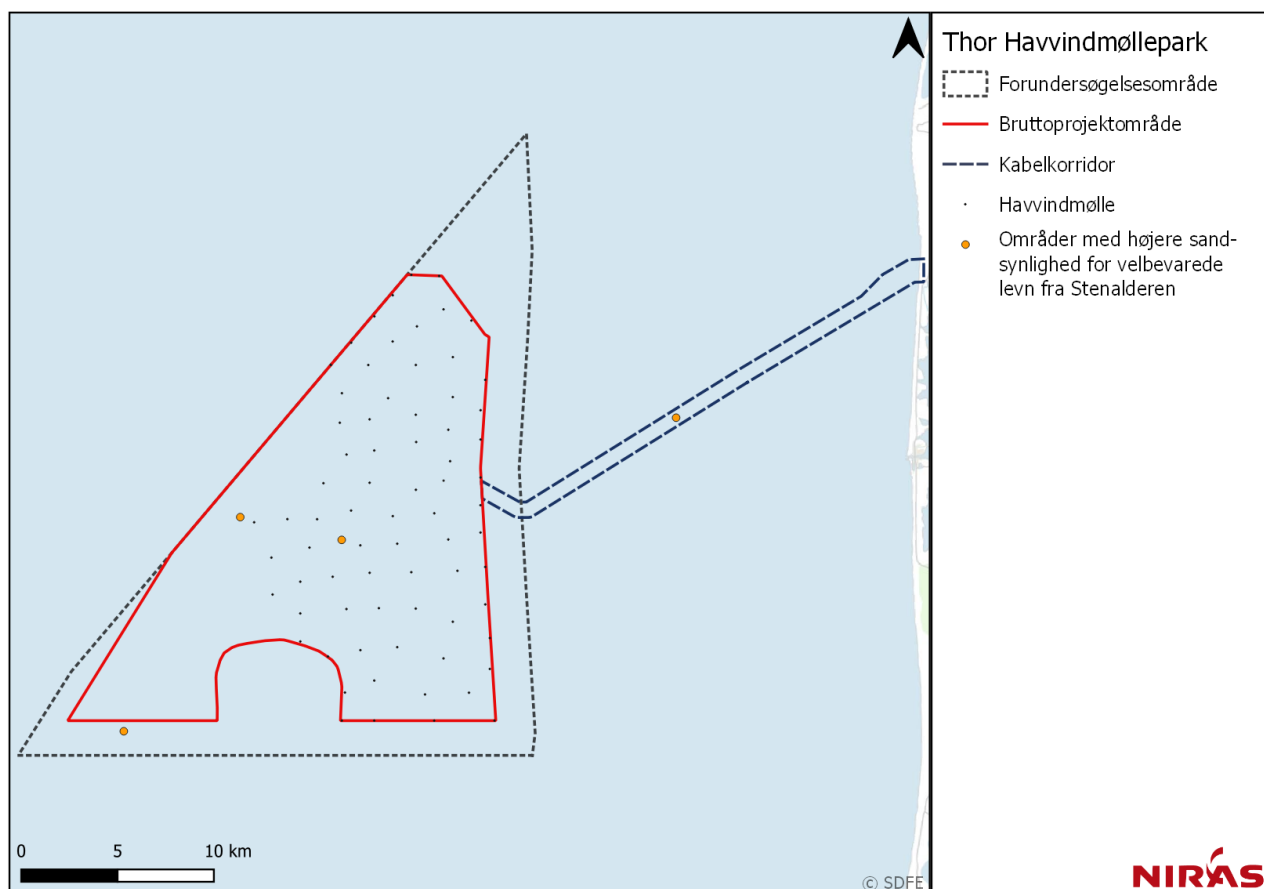 Thor Havvindmøllepark
Forundersøgelsesområde
Bruttoprojektområde
Kabelkorridor
Havvindmølle
Områder med højere sand-
synlighed for velbevarede
levn fra Stenalderen
0 5 10 km
© SDFE
NIRAS